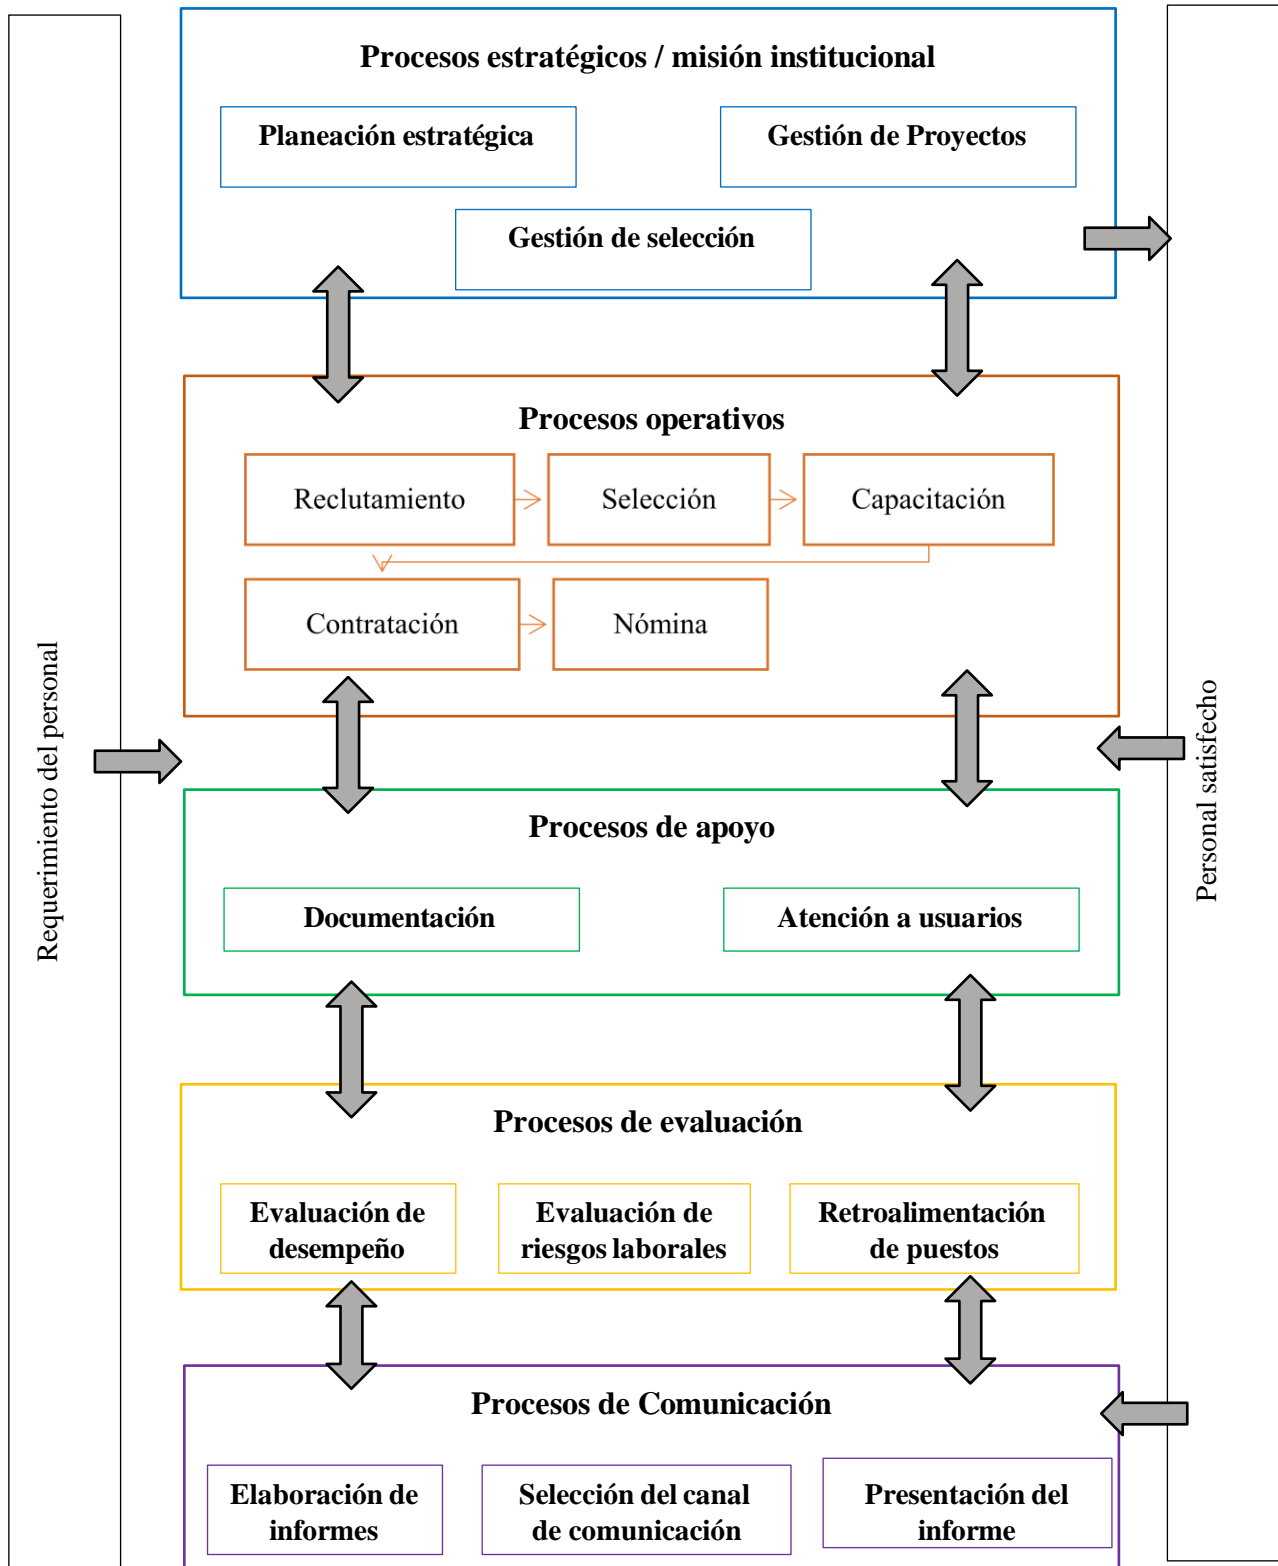 Procesos estratégicos / misión institucional
Planeación estratégica
Gestión de Proyectos
Gestión de selección
Procesos operativos
Reclutamiento
Selección
Capacitación
Contratación
Nómina
Requerimiento del personal
Personal satisfecho
Procesos de apoyo
Documentación
Atención a usuarios
Procesos de evaluación
Evaluación de
desempeño
Evaluación de
riesgos laborales
Retroalimentación
de puestos
Procesos de Comunicación
Elaboración de
informes
Selección del canal
de comunicación
Presentación del
informe